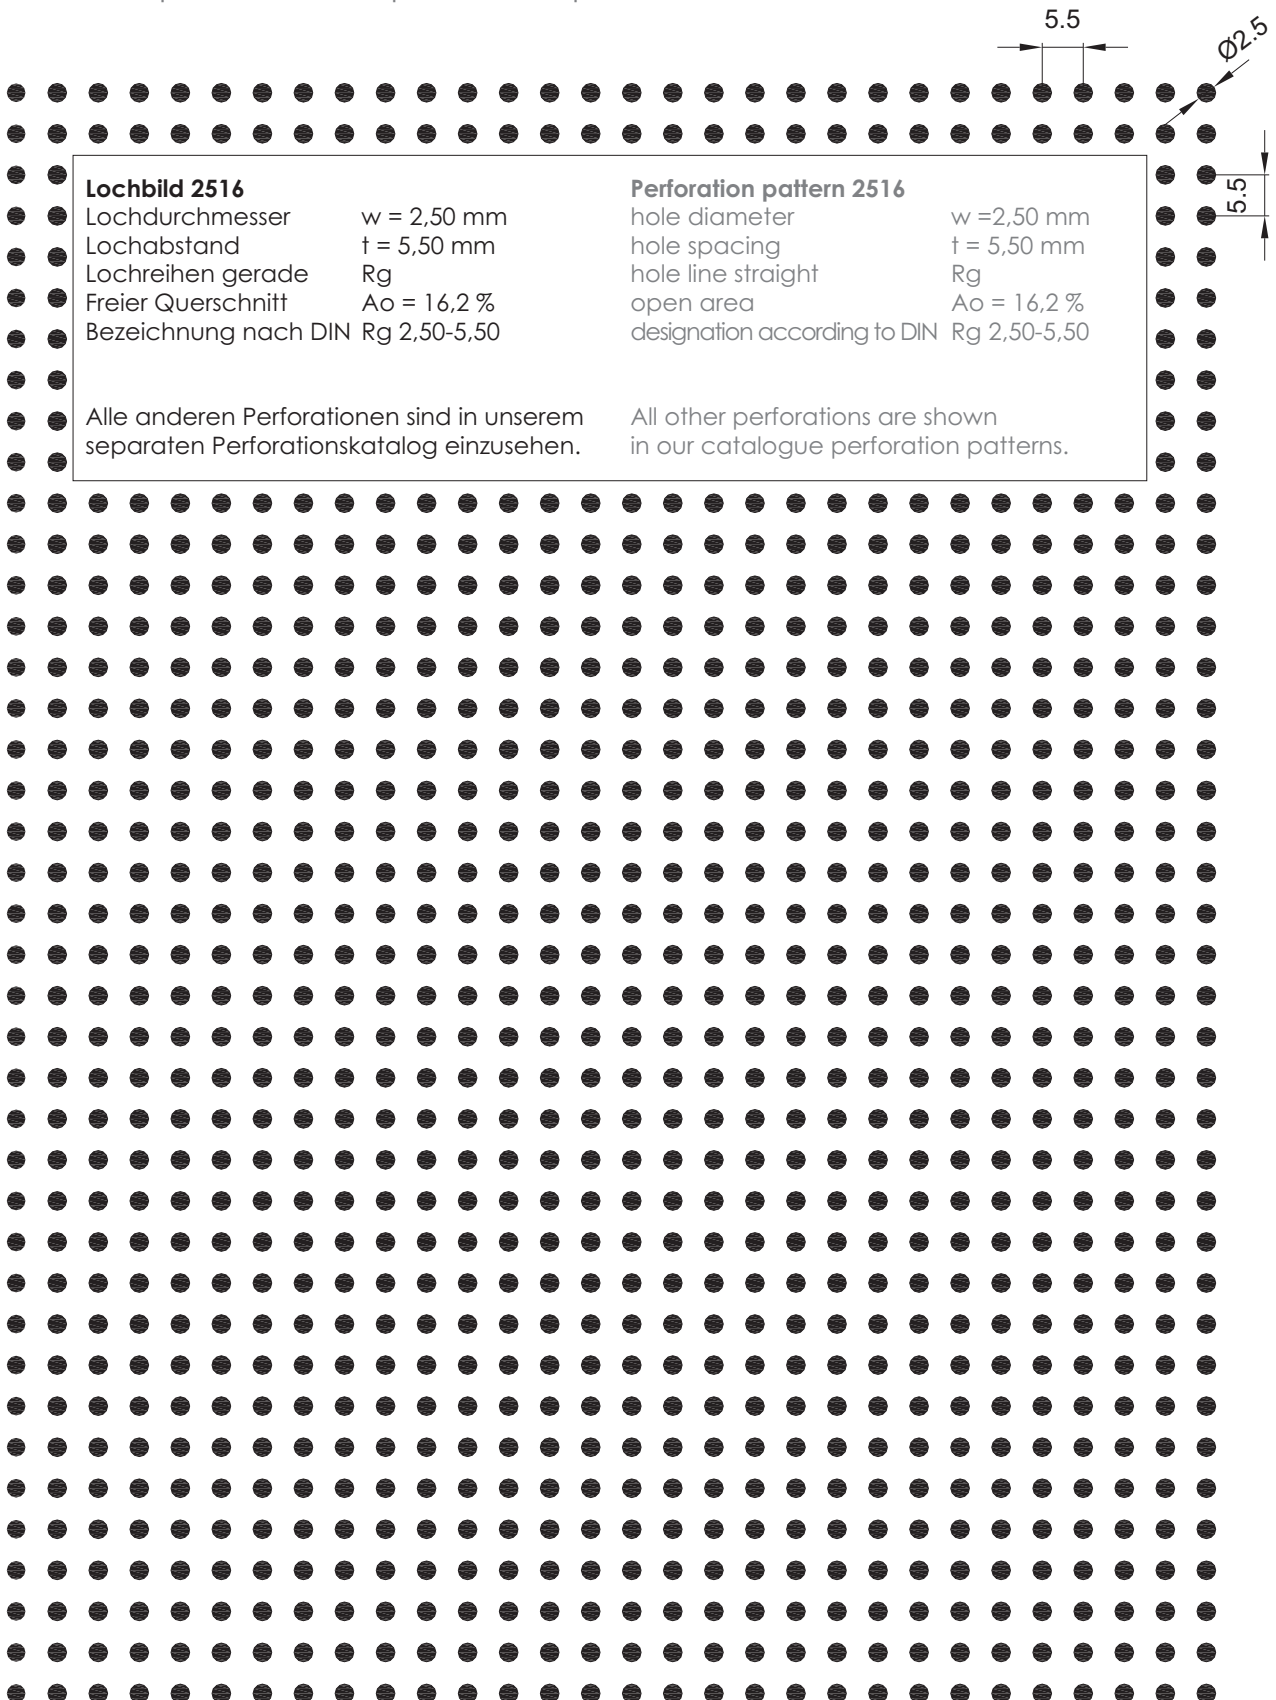 5.5
Ø2.5
5.5
Lochbild 2516
Lochdurchmesser w = 2,50 mm
Lochabstand t = 5,50 mm
Lochreihen gerade Rg
Freier Querschnitt Ao = 16,2 %
Bezeichnung nach DIN Rg 2,50-5,50
Alle anderen Perforationen sind in unserem
separaten Perforationskatalog einzusehen.
Perforation pattern 2516
hole diameter w =2,50 mm
hole spacing t = 5,50 mm
hole line straight Rg
open area Ao = 16,2 %
designation according to DIN Rg 2,50-5,50
All other perforations are shown
in our catalogue perforation patterns.